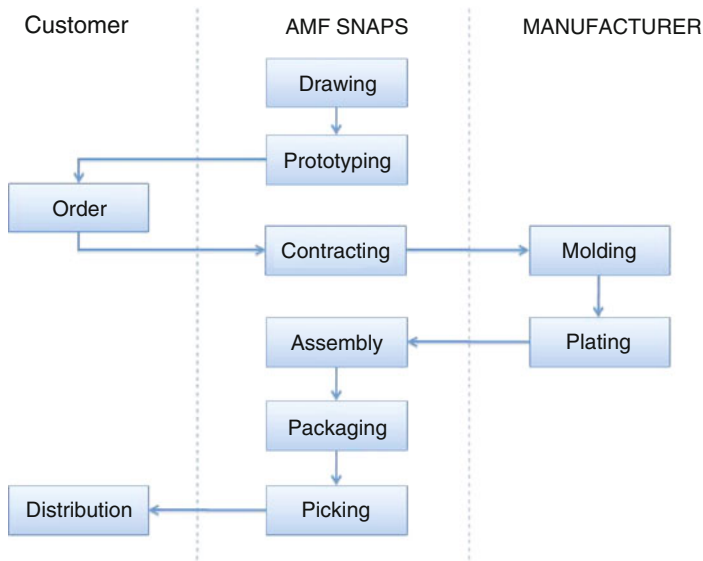 Customer
AMF SNAPS
MANUFACTURER
Drawing
Prototyping
Order
Contracting
Molding
Assembly
Plating
Packaging
Distribution
Picking